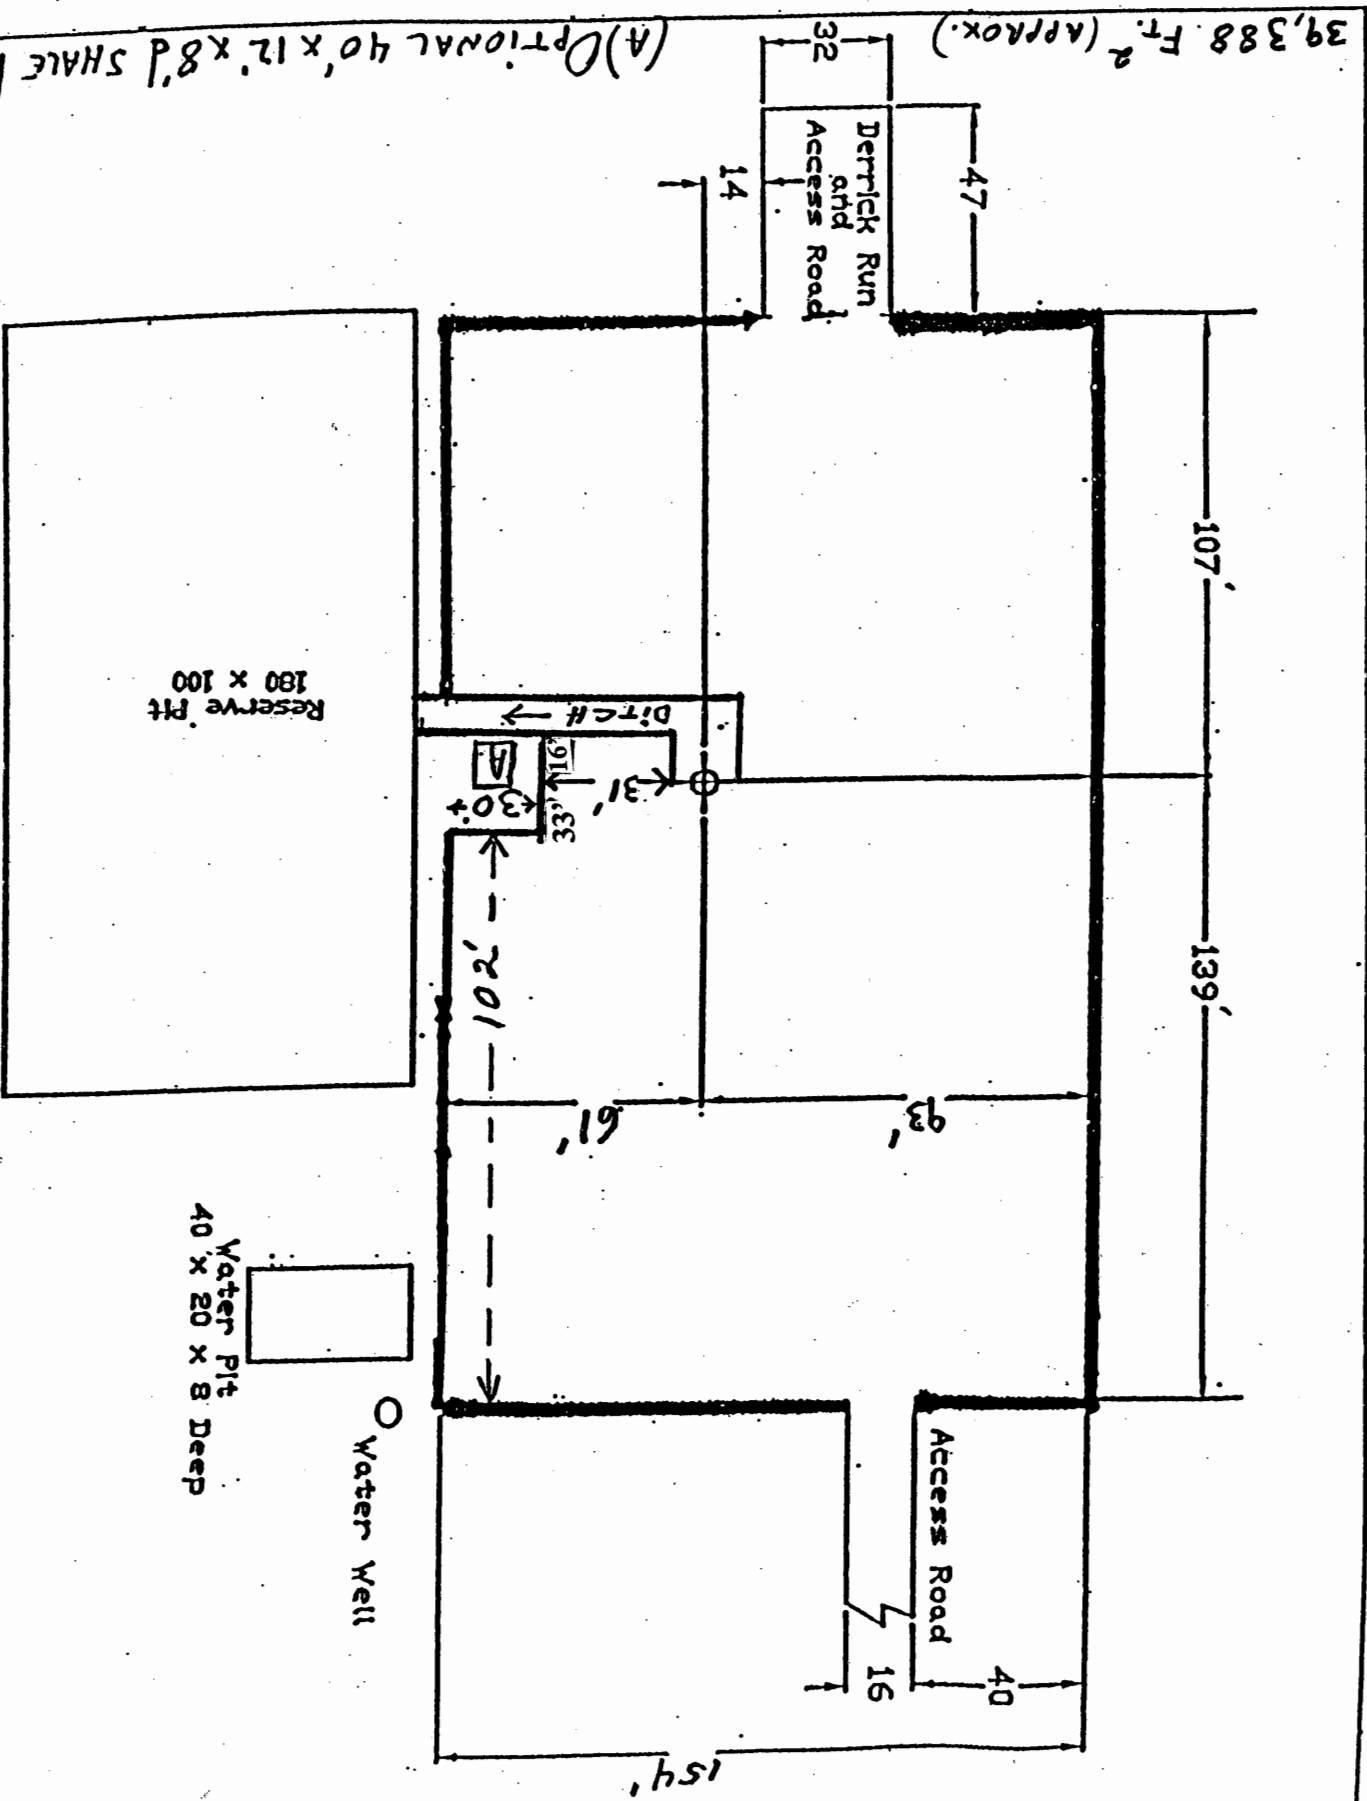 39,388 FT.² (APPROX.)
(A) OPTIONAL 40' x 12' x 8'd SHALE
32
47
14
Derrick Run
and
Access Road
107'
139'
Reserve Pit
180 x 100
DITCH →
A
16'
33'
31'
30'±
102'
61'
93'
Water Pit
40 x 20 x 8 Deep
Water Well
Access Road
16
40
154'